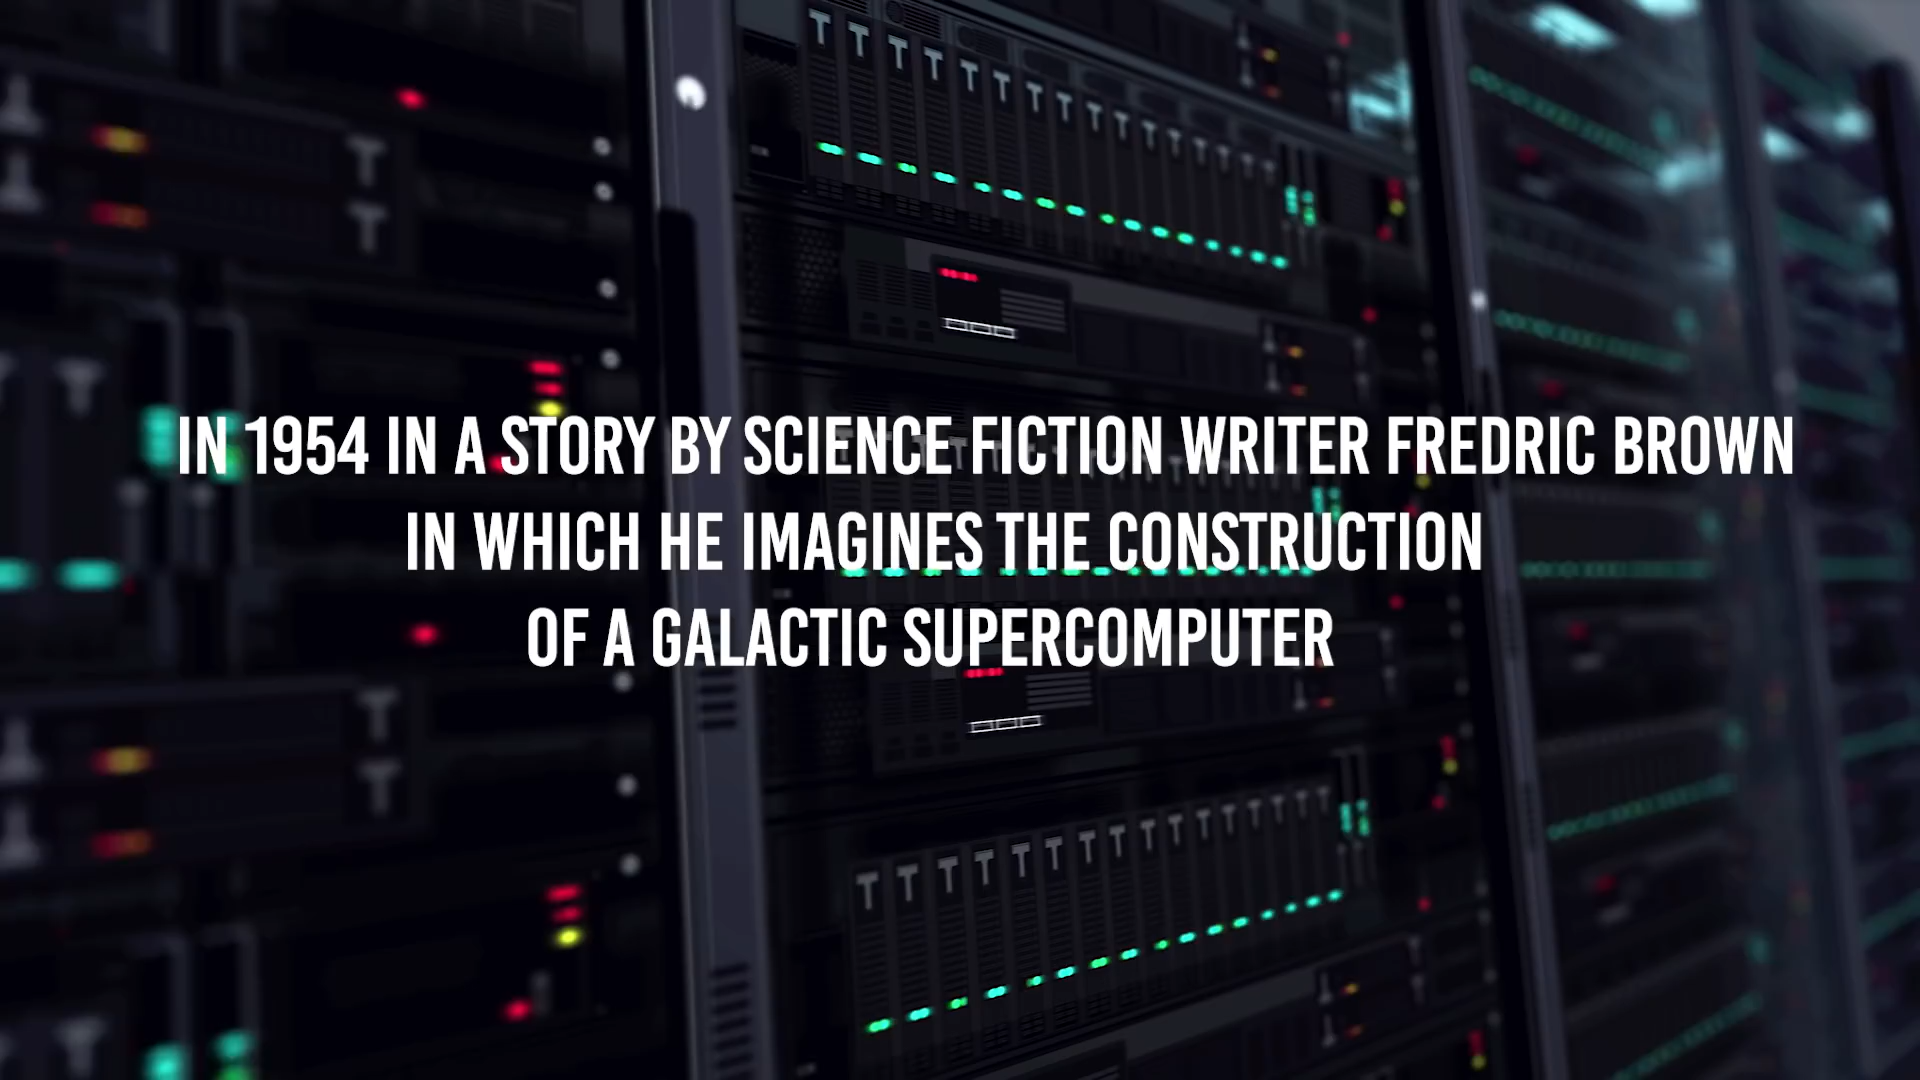 IN 1954 IN A STORY BY SCIENCE FICTION WRITER FREDRIC BROWN
IN WHICH HE IMAGINES THE CONSTRUCTION
OF A GALACTIC SUPERCOMPUTER